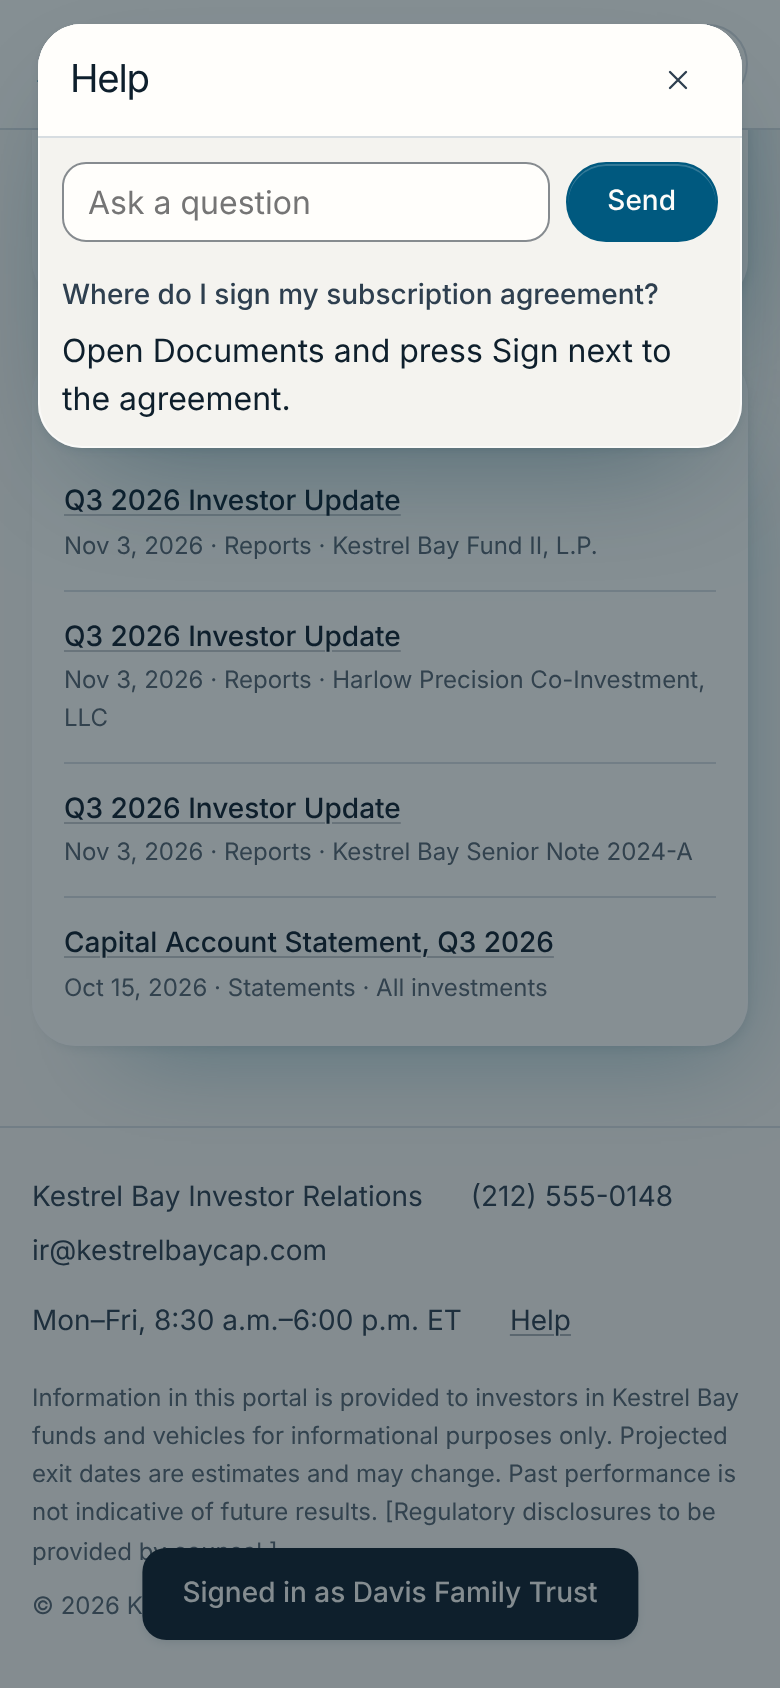 Help
Ask a question
Send
Where do I sign my subscription agreement?
Open Documents and press Sign next to
the agreement.
Q3 2026 Investor Update
Nov 3, 2026 · Reports · Kestrel Bay Fund II, L.P.
Q3 2026 Investor Update
Nov 3, 2026 · Reports · Harlow Precision Co-Investment,
LLC
Q3 2026 Investor Update
Nov 3, 2026 · Reports · Kestrel Bay Senior Note 2024-A
Capital Account Statement, Q3 2026
Oct 15, 2026 · Statements · All investments
Kestrel Bay Investor Relations (212) 555-0148
ir@kestrelbaycap.com
Mon–Fri, 8:30 a.m.–6:00 p.m. ET Help
Information in this portal is provided to investors in Kestrel Bay
funds and vehicles for informational purposes only. Projected
exit dates are estimates and may change. Past performance is
not indicative of future results. [Regulatory disclosures to be
provided
© 2026
Signed in as Davis Family Trust